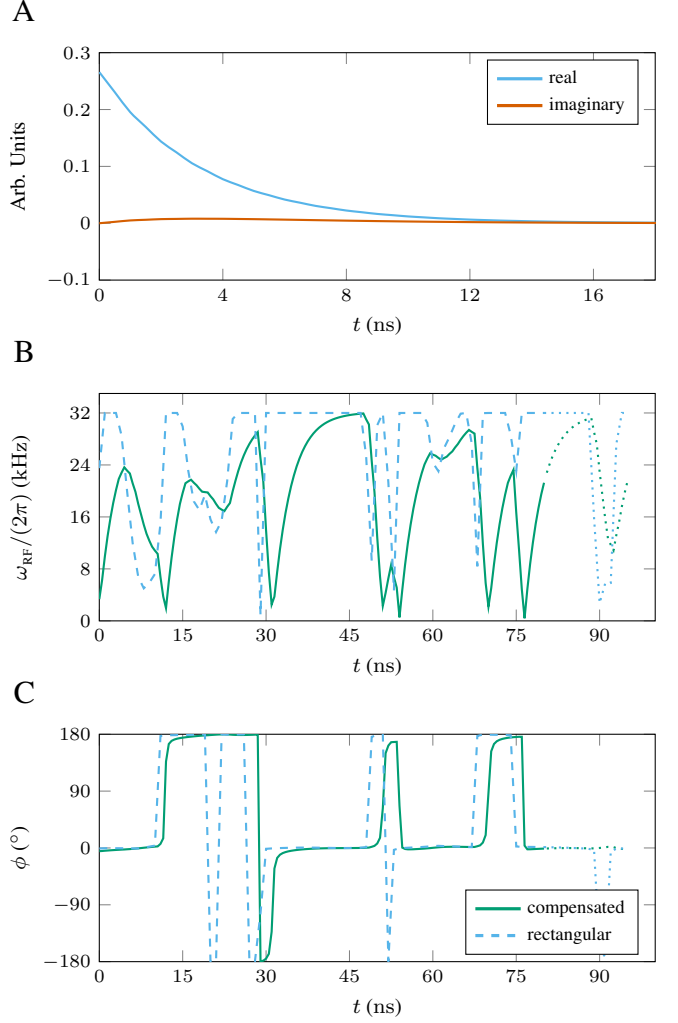 A
Arb. Units
0.3
0.2
0.1
0
−0.1
real
imaginary
0 4 8 12 16
t (ns)
B
ω_RF/(2π) (kHz)
32
24
16
8
0
0 15 30 45 60 75 90
t (ns)
C
ϕ (°)
180
90
0
−90
−180
compensated
rectangular
0 15 30 45 60 75 90
t (ns)